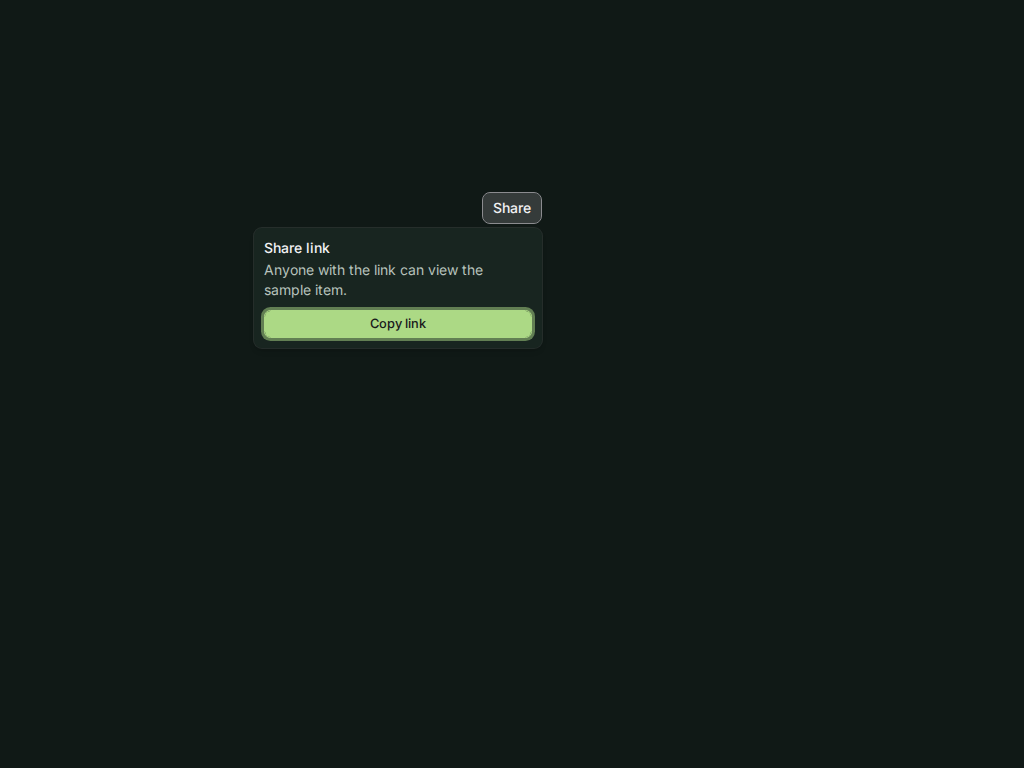 Share
Share link
Anyone with the link can view the
sample item.
Copy link